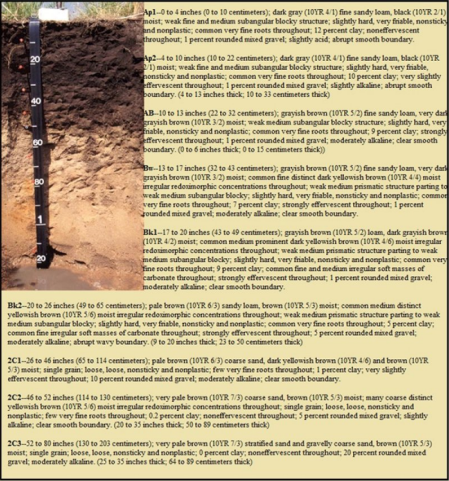 Ap1--0 to 4 inches (0 to 10 centimeters); dark gray (10YR 4/1) fine sandy loam, black (10YR 2/1)
moist; weak fine and medium subangular blocky structure; slightly hard, very friable, nonsticky
and nonplastic; common very fine roots throughout; 12 percent clay; noneffervescent
throughout; 1 percent rounded mixed gravel; slightly acid; abrupt smooth boundary.
Ap2--4 to 10 inches (10 to 22 centimeters); dark gray (10YR 4/1) fine sandy loam, black (10YR
2/1) moist; weak fine and medium subangular blocky structure; slightly hard, very friable,
nonsticky and nonplastic; common very fine roots throughout; 10 percent clay; very slightly
effervescent throughout; 1 percent rounded mixed gravel; slightly alkaline; abrupt smooth
boundary. (4 to 13 inches thick; 10 to 33 centimeters thick)
AB--10 to 13 inches (22 to 32 centimeters); grayish brown (10YR 5/2) fine sandy loam, very dark
grayish brown (10YR 3/2) moist; weak medium subangular blocky structure; slightly hard, very
friable, nonsticky and nonplastic; common very fine roots throughout; 9 percent clay; strongly
effervescent throughout; 1 percent rounded mixed gravel; moderately alkaline; clear smooth
boundary. (0 to 6 inches thick; 0 to 15 centimeters thick))
Bw--13 to 17 inches (32 to 43 centimeters); grayish brown (10YR 5/2) fine sandy loam, very dark
grayish brown (10YR 3/2) moist; common fine distinct dark yellowish brown (10YR 4/4) moist
irregular redoximorphic concentrations throughout; weak medium prismatic structure parting to
weak medium subangular blocky; slightly hard, very friable, nonsticky and nonplastic; common
very fine roots throughout; 7 percent clay; strongly effervescent throughout; 1 percent
rounded mixed gravel; moderately alkaline; clear smooth boundary.
Bk1--17 to 20 inches (43 to 49 centimeters); grayish brown (10YR 5/2) loam, dark grayish brown
(10YR 4/2) moist; common medium prominent dark yellowish brown (10YR 4/6) moist irregular
redoximorphic concentrations throughout; weak medium prismatic structure parting to weak
medium subangular blocky; slightly hard, very friable, nonsticky and nonplastic; common very
fine roots throughout; 9 percent clay; common fine and medium irregular soft masses of
carbonate throughout; strongly effervescent throughout; 1 percent rounded mixed gravel;
moderately alkaline; clear smooth boundary.
20
40
60
80
1
20
Bk2--20 to 26 inches (49 to 65 centimeters); pale brown (10YR 6/3) sandy loam, brown (10YR 5/3) moist; common medium distinct
yellowish brown (10YR 5/6) moist irregular redoximorphic concentrations throughout; weak medium prismatic structure parting to weak
medium subangular blocky; slightly hard, very friable, nonsticky and nonplastic; common very fine roots throughout; 5 percent clay;
common fine irregular soft masses of carbonate throughout; strongly effervescent throughout; 5 percent rounded mixed gravel;
moderately alkaline; abrupt wavy boundary. (9 to 20 inches thick; 23 to 50 centimeters thick)
2C1--26 to 46 inches (65 to 114 centimeters); pale brown (10YR 6/3) coarse sand, dark yellowish brown (10YR 4/6) and brown (10YR
5/3) moist; single grain; loose, loose, nonsticky and nonplastic; few very fine roots throughout; 1 percent clay; very slightly
effervescent throughout; 10 percent rounded mixed gravel; moderately alkaline; clear smooth boundary.
2C2--46 to 52 inches (114 to 130 centimeters); very pale brown (10YR 7/3) coarse sand, brown (10YR 5/3) moist; many coarse distinct
yellowish brown (10YR 5/6) moist irregular redoximorphic concentrations throughout; single grain; loose, loose, nonsticky and
nonplastic; few very fine roots throughout; 0.2 percent clay; noneffervescent throughout; 5 percent rounded mixed gravel; slightly
alkaline; clear smooth boundary. (20 to 35 inches thick; 50 to 89 centimeters thick)
2C3--52 to 80 inches (130 to 203 centimeters); very pale brown (10YR 7/3) stratified sand and gravelly coarse sand, brown (10YR 5/3)
moist; single grain; loose, loose, nonsticky and nonplastic; 0 percent clay; noneffervescent throughout; 20 percent rounded mixed
gravel; moderately alkaline. (25 to 35 inches thick; 64 to 89 centimeters thick)